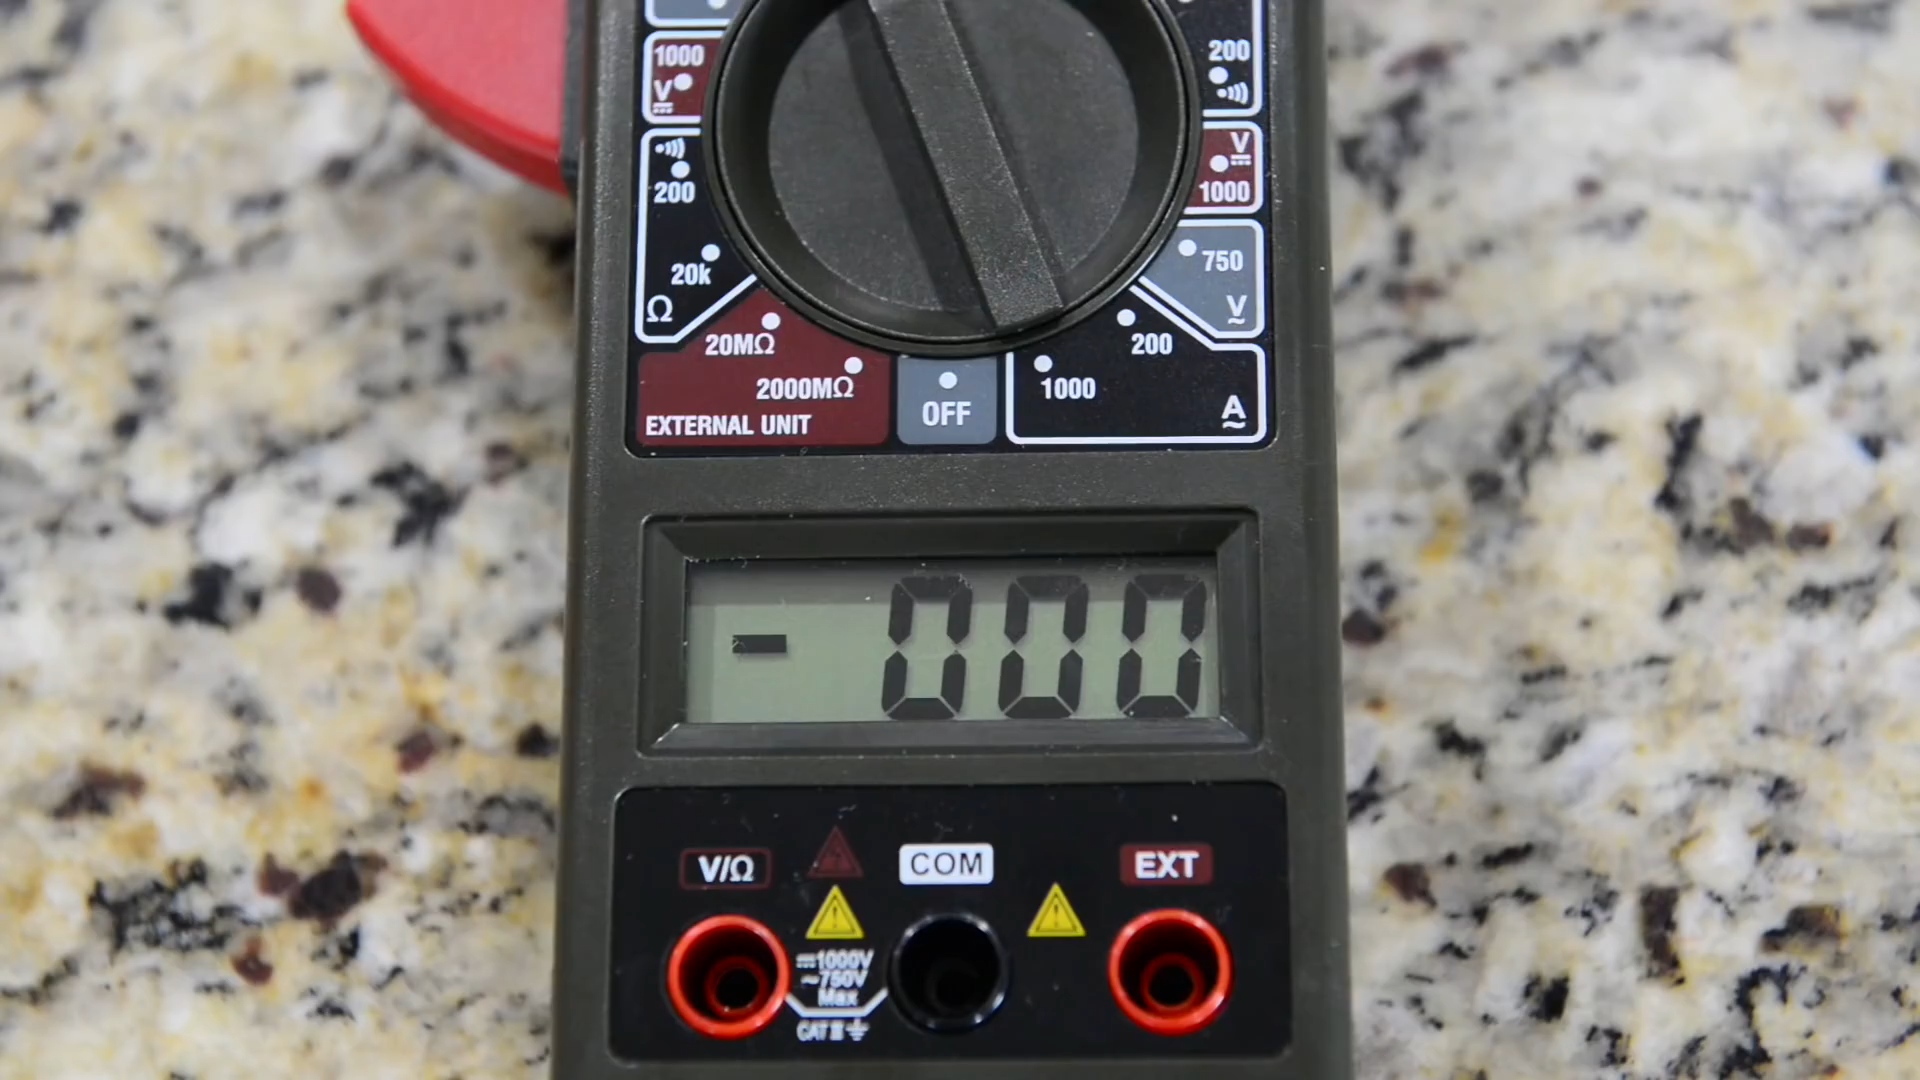 1000
V
200
20k
Ω
20MΩ
2000MΩ
EXTERNAL UNIT
OFF
200
V
1000
750
V
200
1000
A
- 000
V/Ω
COM
EXT
1000V
~750V
Max
CAT II